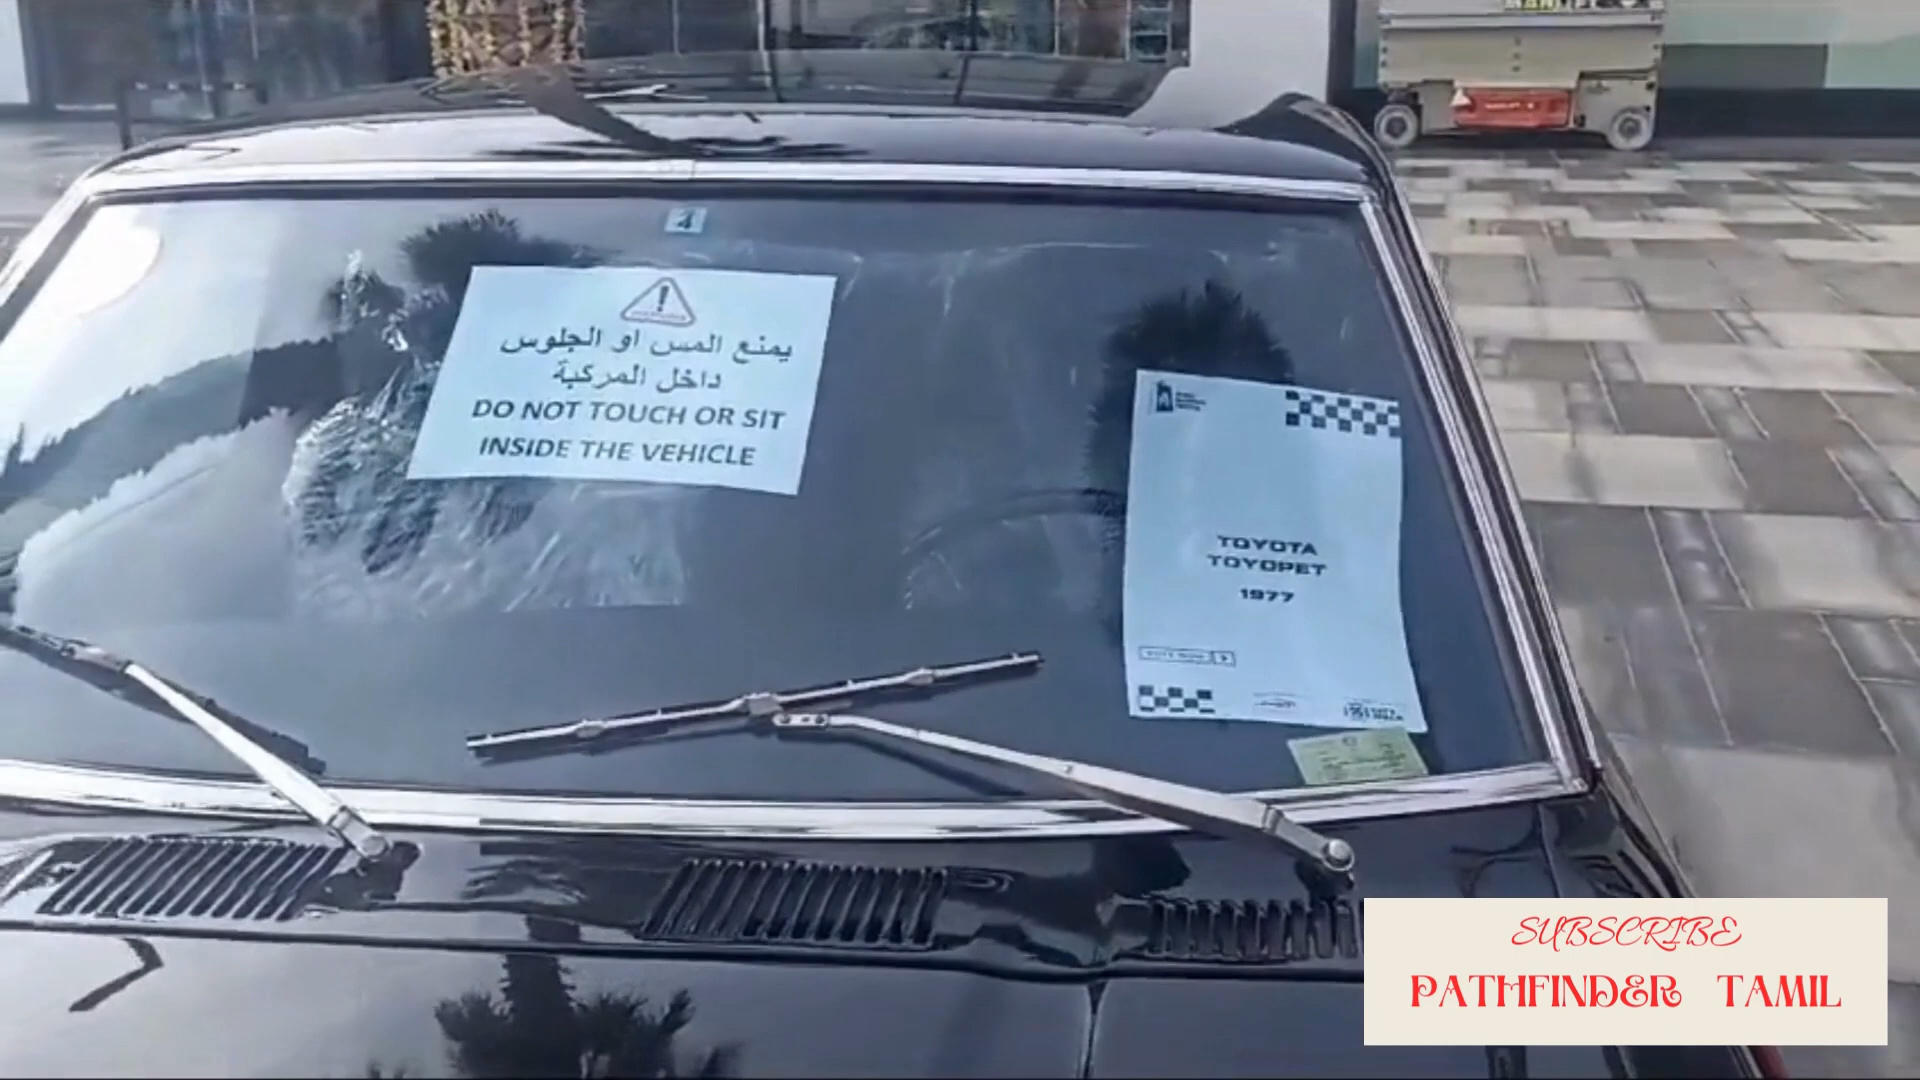 4
يمنع المس او الجلوس
داخل المركبة
DO NOT TOUCH OR SIT
INSIDE THE VEHICLE
TOYOTA
TOYOPET
1977
SUBSCRIBE
PATHFINDER TAMIL